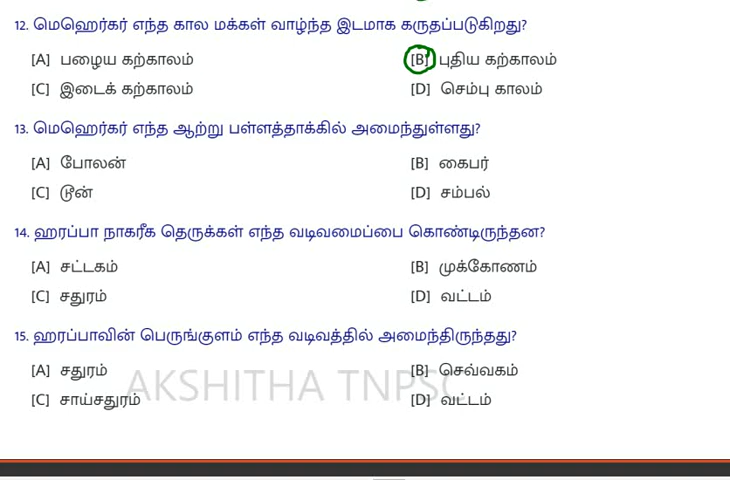 12. மெஹெர்கர் எந்த கால மக்கள் வாழ்ந்த இடமாக கருதப்படுகிறது?
[A] பழைய கற்காலம் [B] புதிய கற்காலம்
[C] இடைக் கற்காலம் [D] செம்பு காலம்
13. மெஹெர்கர் எந்த ஆற்று பள்ளத்தாக்கில் அமைந்துள்ளது?
[A] போலன் [B] கைபர்
[C] டூன் [D] சம்பல்
14. ஹரப்பா நாகரீக தெருக்கள் எந்த வடிவமைப்பை கொண்டிருந்தன?
[A] சட்டகம் [B] முக்கோணம்
[C] சதுரம் [D] வட்டம்
15. ஹரப்பாவின் பெருங்குளம் எந்த வடிவத்தில் அமைந்திருந்தது?
[A] சதுரம் [B] செவ்வகம்
AKSHITHA TNPSC
[C] சாய்சதுரம் [D] வட்டம்